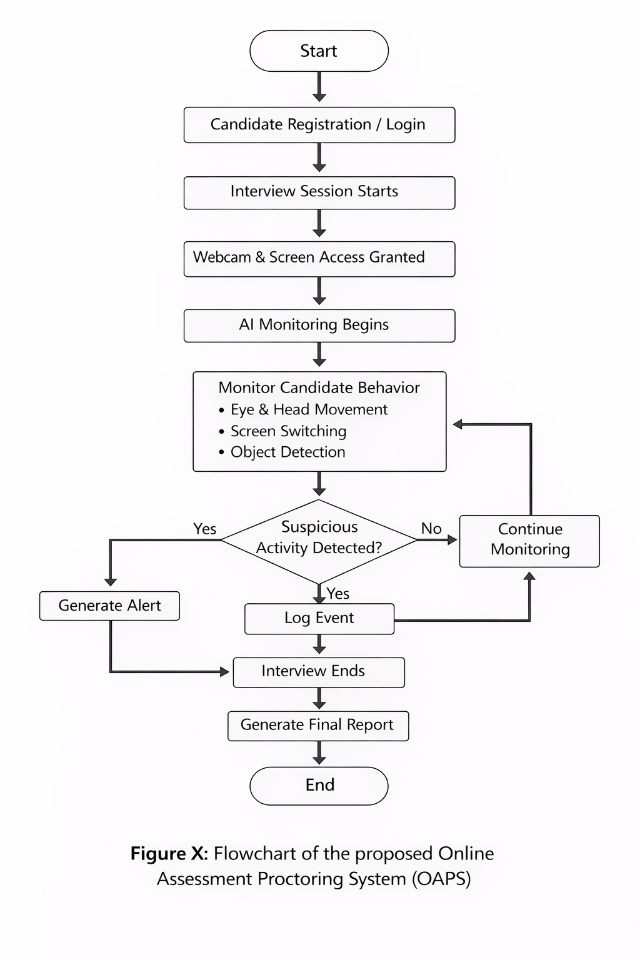 Start
Candidate Registration / Login
Interview Session Starts
Webcam & Screen Access Granted
AI Monitoring Begins
Monitor Candidate Behavior
• Eye & Head Movement
• Screen Switching
• Object Detection
Suspicious
Activity Detected?
Yes
No
Continue
Monitoring
Yes
Generate Alert
Log Event
Interview Ends
Generate Final Report
End
Figure X: Flowchart of the proposed Online
Assessment Proctoring System (OAPS)